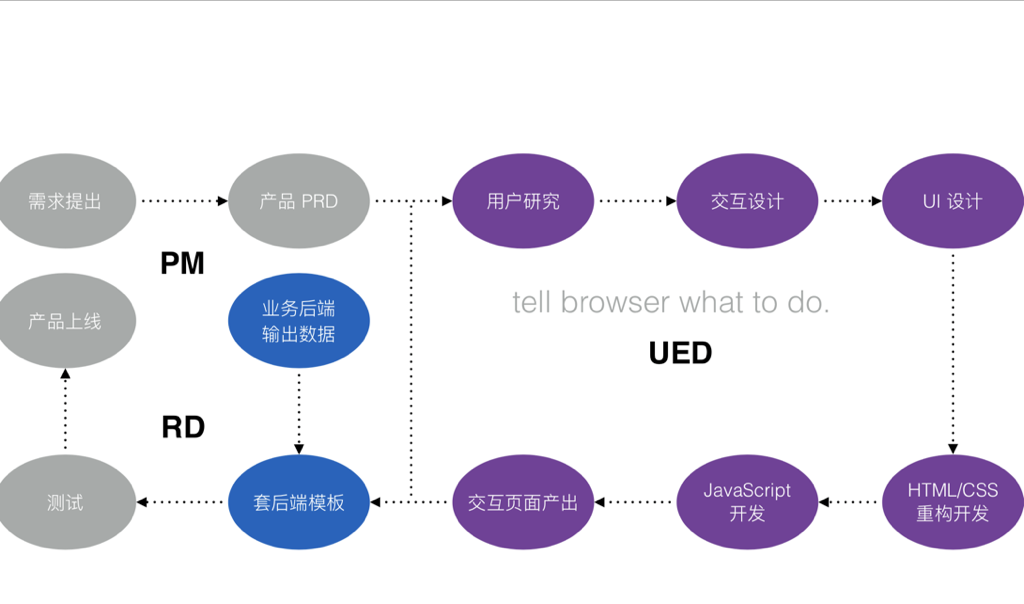 需求提出
产品 PRD
用户研究
交互设计
UI 设计
PM
产品上线
业务后端
输出数据
tell browser what to do.
UED
RD
测试
套后端模板
交互页面产出
JavaScript
开发
HTML/CSS
重构开发